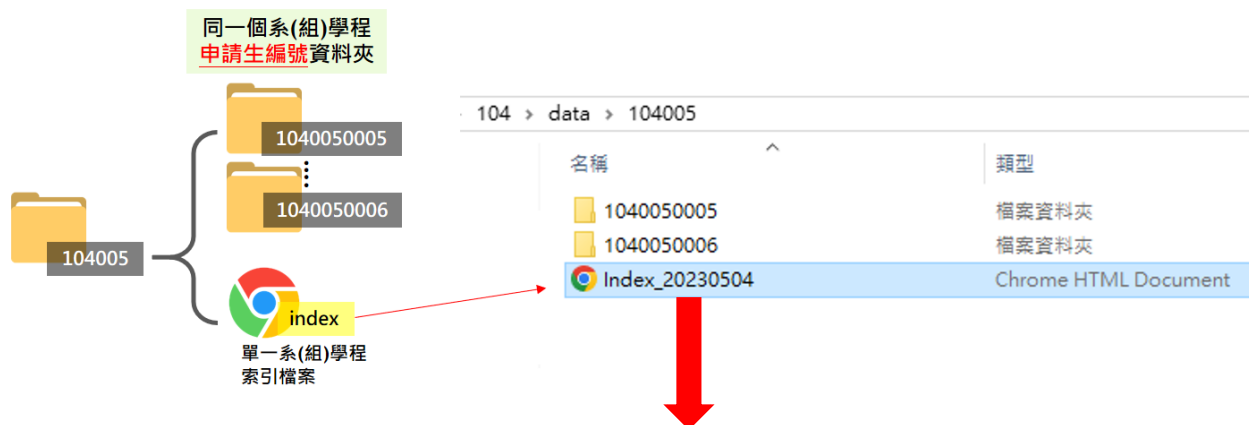 同一個系(組)學程
申請生編號資料夾
1040050005
1040050006
104005
index
單一系(組)學程
索引檔案
104 › data › 104005
名稱 類型
1040050005 檔案資料夾
1040050006 檔案資料夾
Index_20230504 Chrome HTML Document